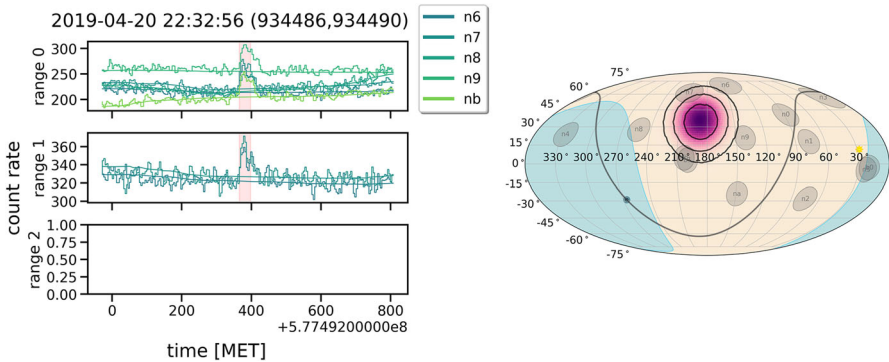 2019-04-20 22:32:56 (934486,934490)
n6
n7
n8
n9
nb
range 0
300
250
200
range 1
360
340
320
300
count rate
range 2
1.00
0.75
0.50
0.25
0.00
0 200 400 600 800
+5.7749200000e8
time [MET]
75°
60°
45°
30°
15°
0°
-15
-30°
-45°
-60°
-75°
330° 300° 270° 240° 210° 180° 150° 120° 90° 60° 30°
n6
n0
n1
n2
n4
n8
n9
na